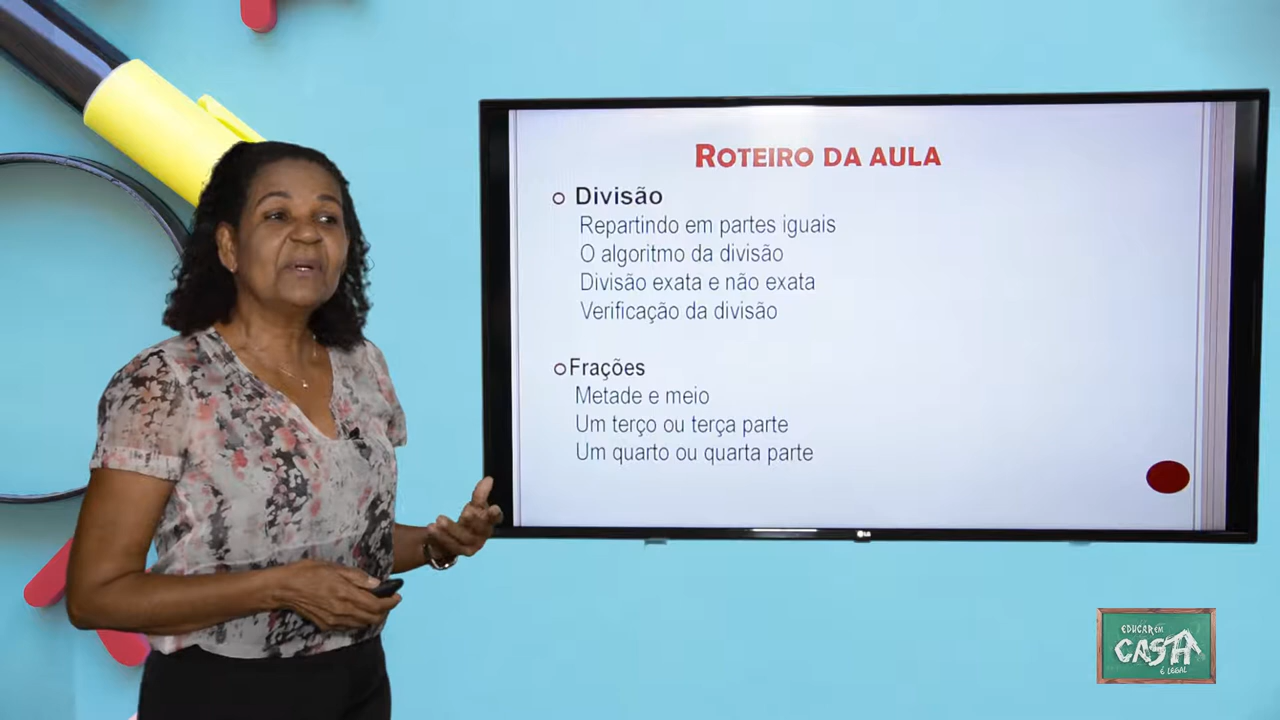 ROTEIRO DA AULA
Divisão
Repartindo em partes iguais
O algoritmo da divisão
Divisão exata e não exata
Verificação da divisão
Frações
Metade e meio
Um terço ou terça parte
Um quarto ou quarta parte
LG
EDUCAR EM
CASA
É LEGAL